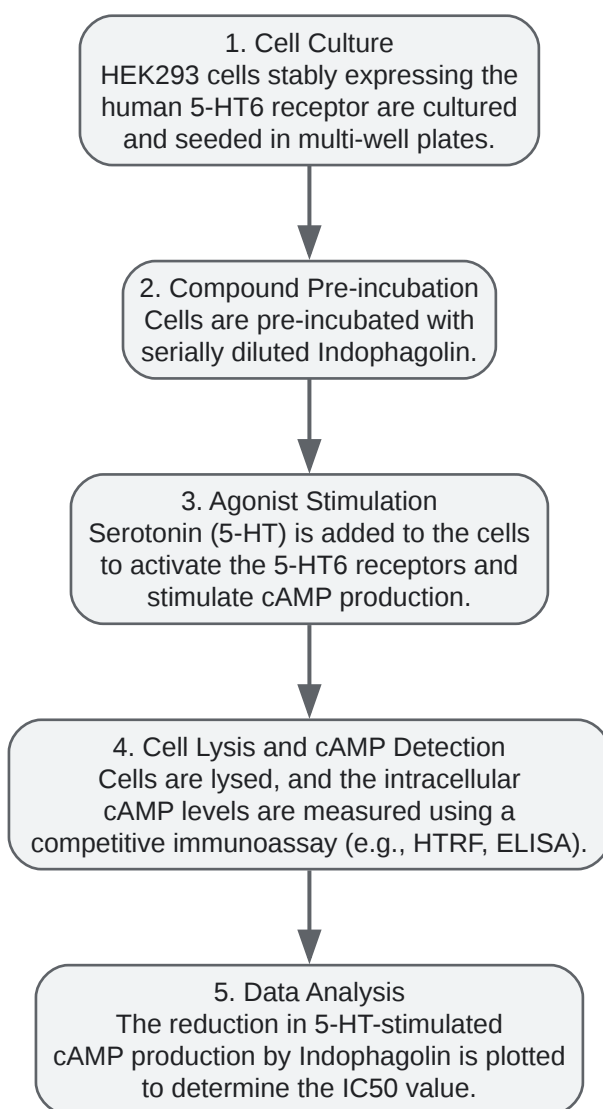 1. Cell Culture
HEK293 cells stably expressing the
human 5-HT6 receptor are cultured
and seeded in multi-well plates.
2. Compound Pre-incubation
Cells are pre-incubated with
serially diluted Indophagolin.
3. Agonist Stimulation
Serotonin (5-HT) is added to the cells
to activate the 5-HT6 receptors and
stimulate cAMP production.
4. Cell Lysis and cAMP Detection
Cells are lysed, and the intracellular
cAMP levels are measured using a
competitive immunoassay (e.g., HTRF, ELISA).
5. Data Analysis
The reduction in 5-HT-stimulated
cAMP production by Indophagolin is plotted
to determine the IC50 value.